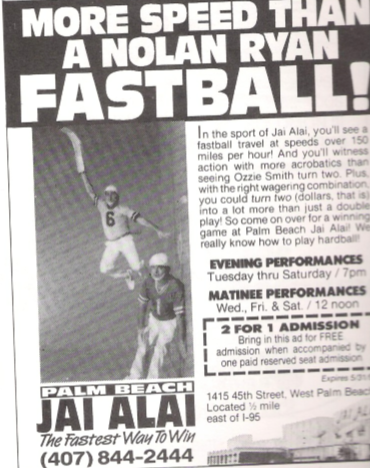 MORE SPEED THAN
A NOLAN RYAN
FASTBALL!
In the sport of Jai Alai, you'll see a
fastball travel at speeds over 150
miles per hour! And you'll witness
action with more acrobatics than
seeing Ozzie Smith turn two. Plus,
with the right wagering combination,
you could turn two (dollars, that is)
into a lot more than just a double
play! So come on over for a winning
game at Palm Beach Jai Alai! We
really know how to play hardball!
6
EVENING PERFORMANCES
Tuesday thru Saturday / 7pm
MATINEE PERFORMANCES
Wed., Fri. & Sat. / 12 noon
2 FOR 1 ADMISSION
Bring in this ad for FREE
admission when accompanied by
one paid reserved seat admission.
Expires 5/31/
PALM BEACH
JAI ALAI
The Fastest Way To Win
(407) 844-2444
1415 45th Street, West Palm Beach
Located ½ mile
east of I-95